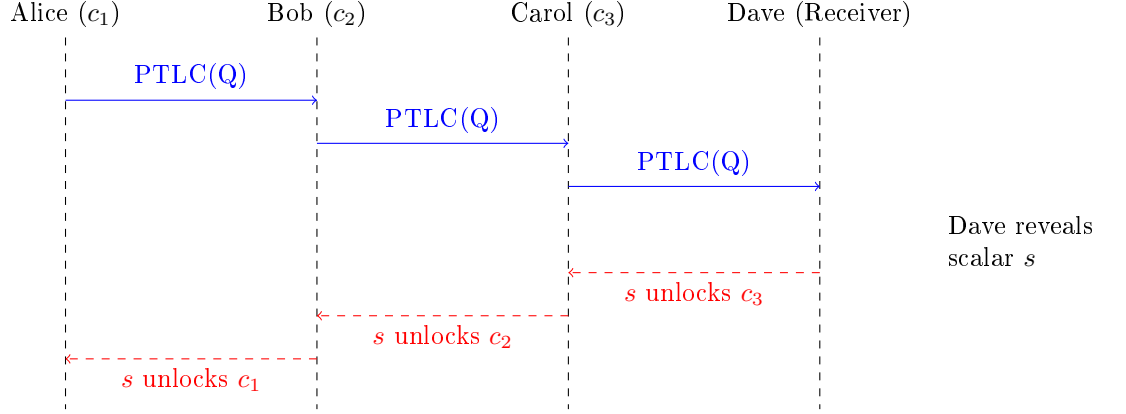 Alice (c₁)
Bob (c₂)
Carol (c₃)
Dave (Receiver)
PTLC(Q)
PTLC(Q)
PTLC(Q)
Dave reveals
scalar s
s unlocks c₃
s unlocks c₂
s unlocks c₁